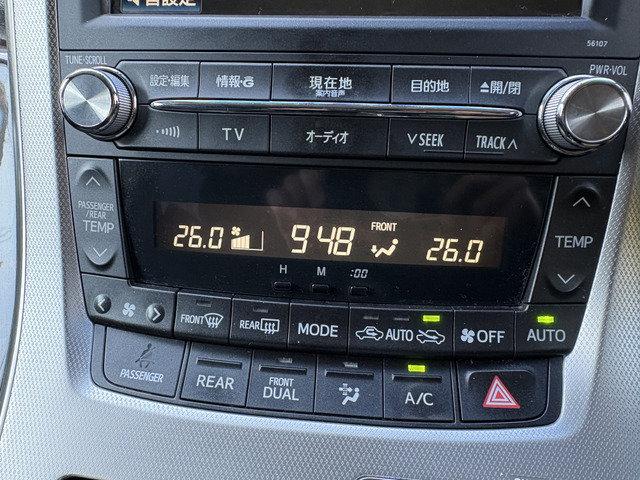 音設定
56107
TUNE·SCROLL
PWR·VOL
設定・編集
情報・G
現在地
案内音声
目的地
開/閉
TV
オーディオ
SEEK
TRACK
PASSENGER
/REAR
TEMP
26.0
9 48
FRONT
26.0
TEMP
H
M
:00
FRONT
REAR
MODE
AUTO
OFF
AUTO
PASSENGER
REAR
FRONT
DUAL
A/C